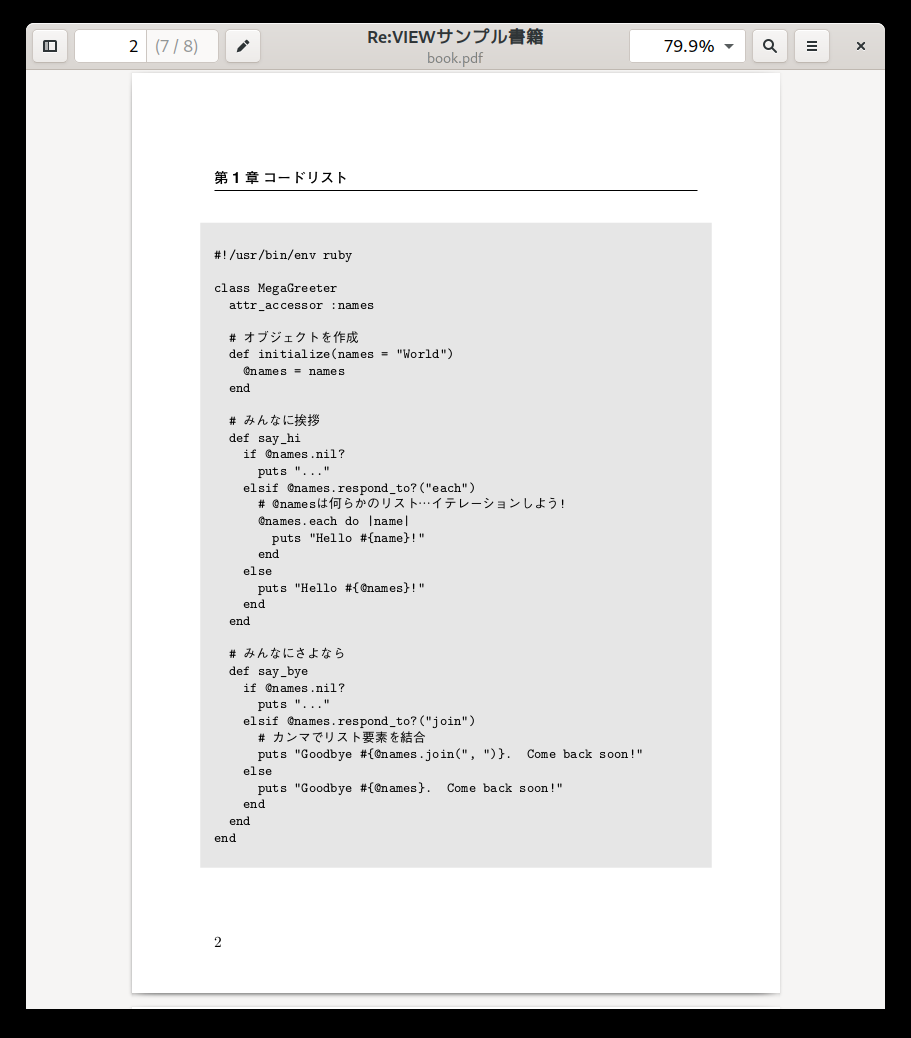 2 (7 / 8)
Re:VIEWサンプル書籍
book.pdf
79.9%
第 1 章 コードリスト
#!/usr/bin/env ruby
class MegaGreeter
  attr_accessor :names
  # オブジェクトを作成
  def initialize(names = "World")
    @names = names
  end
  # みんなに挨拶
  def say_hi
    if @names.nil?
      puts "..."
    elsif @names.respond_to?("each")
      # @namesは何らかのリスト…イテレーションしよう!
      @names.each do |name|
        puts "Hello #{name}!"
      end
    else
      puts "Hello #{@names}!"
    end
  end
  # みんなにさよなら
  def say_bye
    if @names.nil?
      puts "..."
    elsif @names.respond_to?("join")
      # カンマでリスト要素を結合
      puts "Goodbye #{@names.join(", ")}.  Come back soon!"
    else
      puts "Goodbye #{@names}.  Come back soon!"
    end
  end
end
2